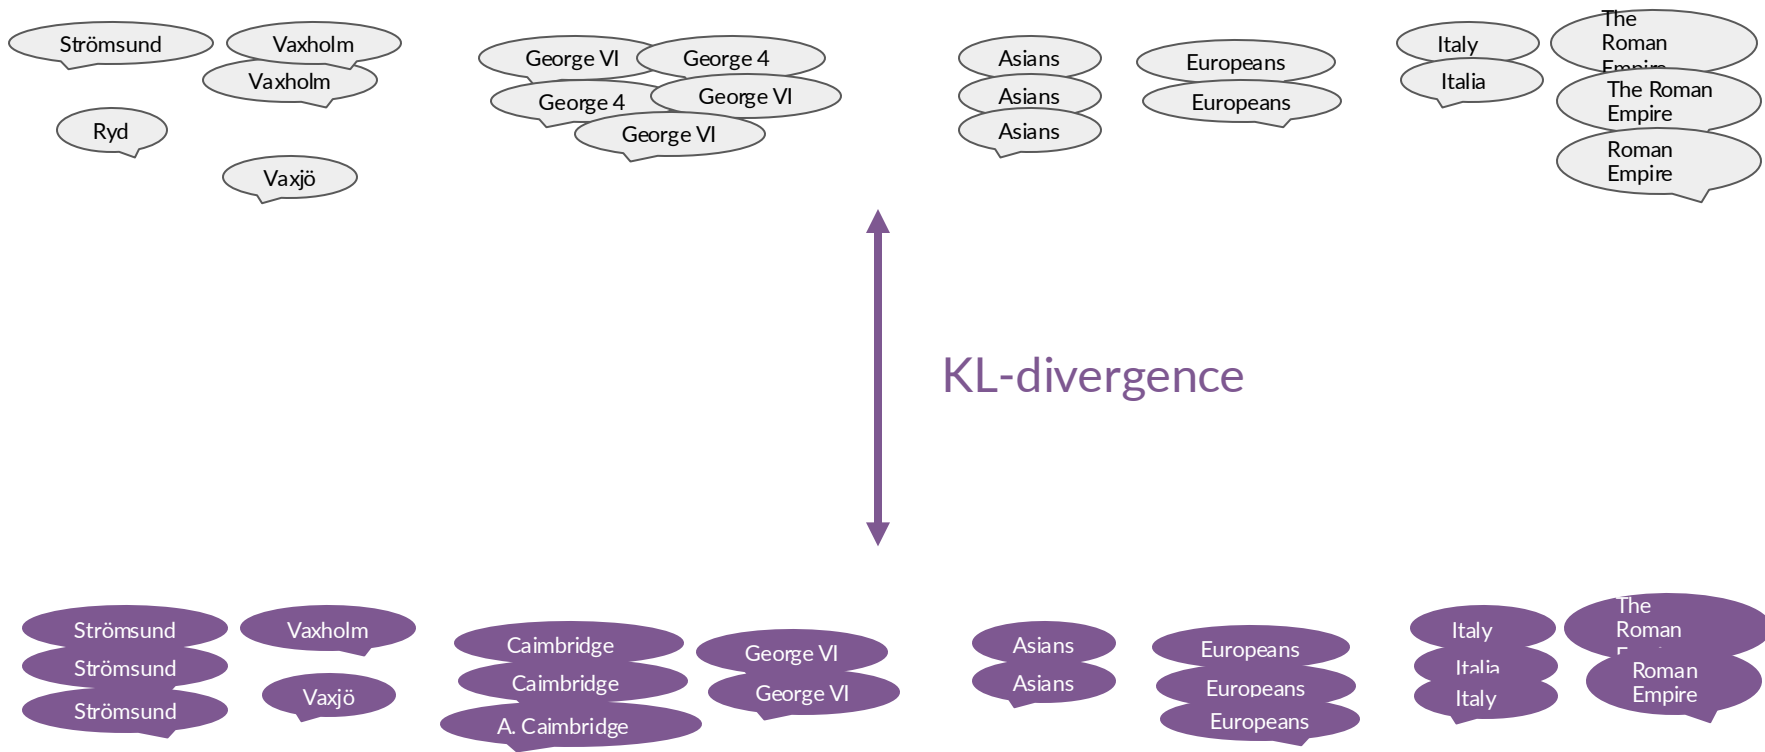 Strömsund
Vaxholm
Vaxholm
Ryd
Vaxjö
George VI
George 4
George 4
George VI
George VI
Asians
Asians
Asians
Europeans
Europeans
Italy
Italia
The
Roman
Empire
The Roman
Empire
Roman
Empire
KL-divergence
Strömsund
Strömsund
Strömsund
Vaxholm
Vaxjö
Caimbridge
Caimbridge
A. Caimbridge
George VI
George VI
Asians
Asians
Europeans
Europeans
Europeans
Italy
Italia
Italy
The
Roman
Roman
Empire